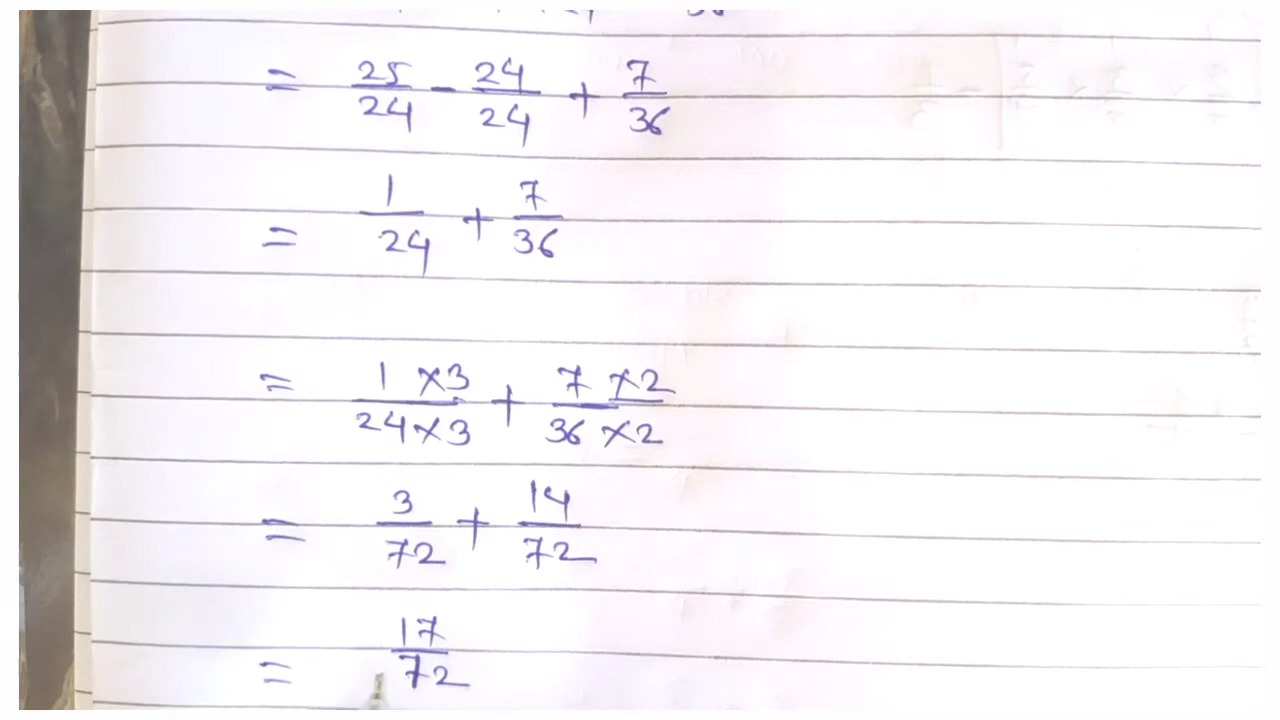 = 25/24 - 24/24 + 7/36
= 1/24 + 7/36
= 1 ×3/24×3 + 7 ×2/36 ×2
= 3/72 + 14/72
= 17/72